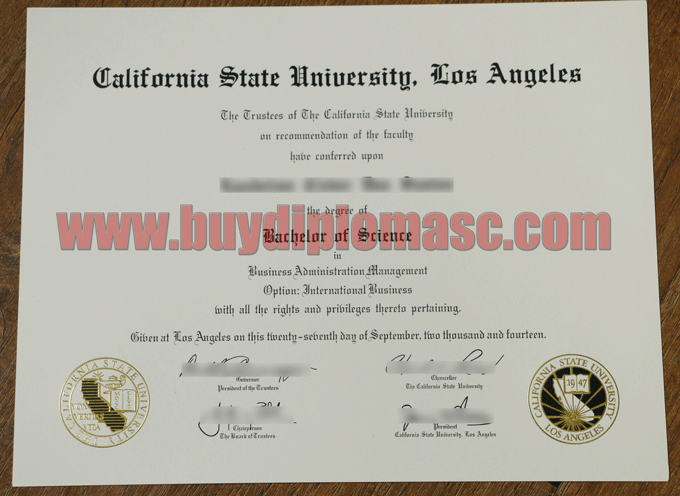 California State University, Los Angeles
The Trustees of The California State University
on recommendation of the faculty
have conferred upon
the degree of
www.buydiplomasc.com
Bachelor of Science
in
Business Administration Management
Option: International Business
with all the rights and privileges thereto pertaining.
Given at Los Angeles on this twenty-seventh day of September, two thousand and fourteen.
Governor
President of the Trustees
Chancellor
The California State University
Chairperson
The Board of Trustees
President
California State University, Los Angeles
CALIFORNIA STATE UNIVERSITY
CALIFORNIA STATE UNIVERSITY
1947
LOS ANGELES